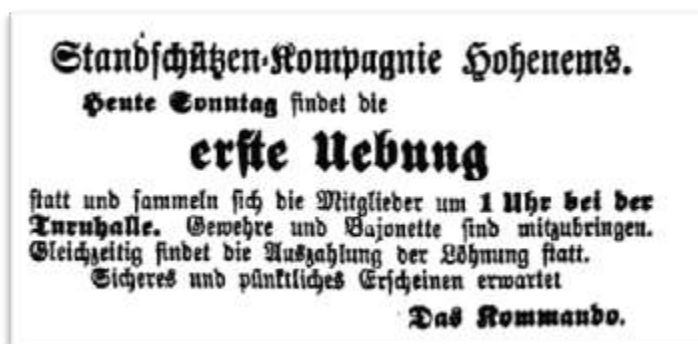 Standschützen-Kompagnie Hohenems.
Heute Sonntag findet die
erste Uebung
statt und sammeln sich die Mitglieder um 1 Uhr bei der
Turnhalle. Gewehre und Bajonette sind mitzubringen.
Gleichzeitig findet die Auszahlung der Löhnung statt.
Sicheres und pünktliches Erscheinen erwartet
Das Kommando.